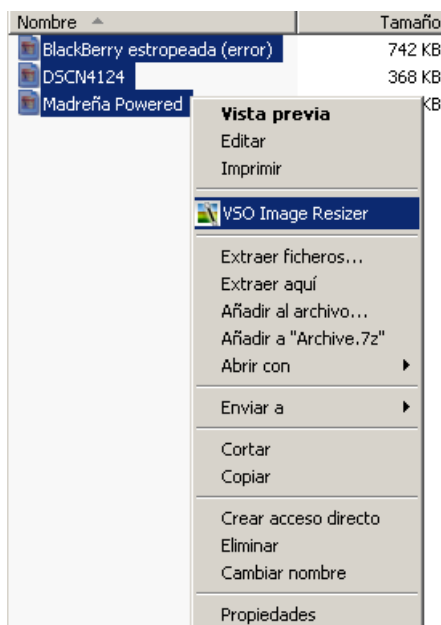 Nombre Tamaño
BlackBerry estropeada (error) 742 KB
DSCN4124 368 KB
Madreña Powered KB
Vista previa
Editar
Imprimir
VSO Image Resizer
Extraer ficheros...
Extraer aquí
Añadir al archivo...
Añadir a "Archive.7z"
Abrir con
Enviar a
Cortar
Copiar
Crear acceso directo
Eliminar
Cambiar nombre
Propiedades